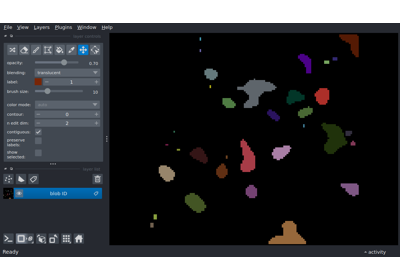 File View Layers Plugins Window Help
opacity: 0.70
blending: translucent
label: 1
brush size: 10
color mode:
contour: 0
n edit dim: 2
contiguous:
preserve labels:
show selected:
blob ID
Ready
activity